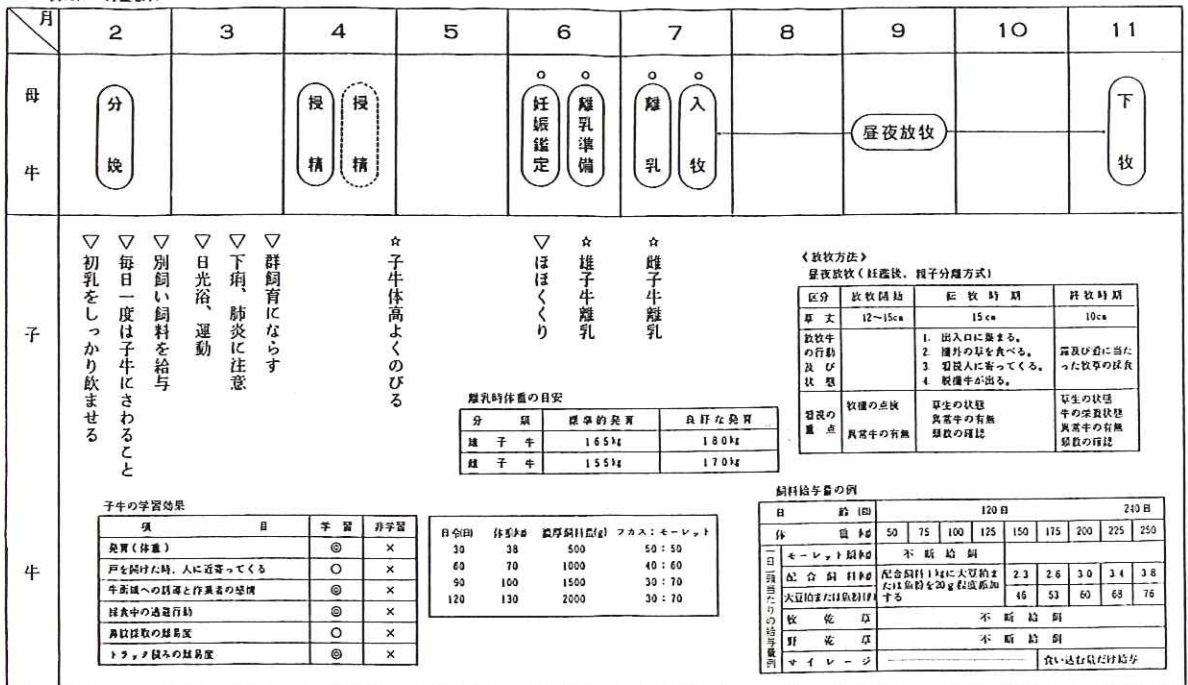 月
2 3 4 5 6 7 8 9 10 11
母牛
分娩
授精
授精
妊娠鑑定
離乳準備
離乳
入牧
昼夜放牧
下牧
子牛
▽初乳をしっかり飲ませる
▽毎日一度は子牛にさわること
▽別飼い飼料を給与
▽日光浴、運動
▽下痢、肺炎に注意
▽群飼育にならす
☆子牛体高よくのびる
▽ほほくくり
☆雄子牛離乳
☆雌子牛離乳
《放牧方法》
昼夜放牧(妊鑑後、親子分離方式)
区分 放牧開始 転牧時期 終牧時期
草丈 12〜15cm 15cm 10cm
放牧牛の行動及び状態
1. 出入口に集まる。
2. 牧柵外の草を食べる。
3. 看視人に寄ってくる。
4. 脱柵牛が出る。
看視の重点
牧柵の点検
異常牛の有無
草生の状態
異常牛の有無
頭数の確認
草生の状態
牛の栄養状態
異常牛の有無
頭数の確認
離乳時体重の目安
分類 標準的発育 良好な発育
雄子牛 165kg 180kg
雌子牛 155kg 170kg
子牛の学習効果
項目 学習 非学習
発育(体重) ◎ ×
戸を開けた時、人に近寄ってくる ○ ×
牛衡機への誘導と作業者の感情 ◎ ×
採食中の逃避行動 ◎ ×
鼻紋採取の難易度 ○ ×
トラック積みの難易度 ◎ ×
日令(日) 体重kg 濃厚飼料量(g) フカス:モーレット
30 38 500 50:50
60 70 1000 40:60
90 100 1500 30:70
120 130 2000 30:70
飼料給与量の例
日齢(日) 120日 240日
体重kg 50 75 100 125 150 175 200 225 250
一日一頭当たりの給与量例
モーレット類kg 不断給飼
配合飼料kg 配合飼料1kgに大豆粕または魚粉を20g程度添加する 2.3 2.6 3.0 3.4 3.8
大豆粕または魚粉(g) 46 53 60 68 76
牧乾草 不断給飼
野乾草 不断給飼
サイレージ 食い込む量だけ給与